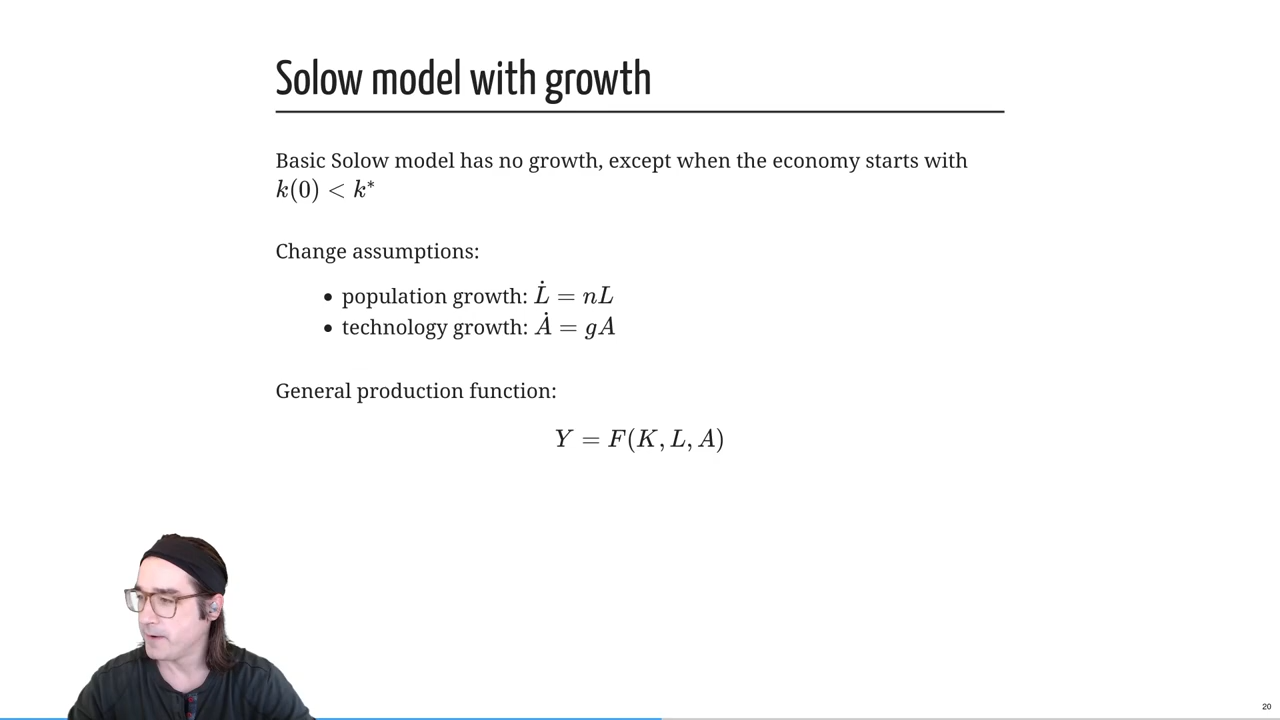 Solow model with growth
Basic Solow model has no growth, except when the economy starts with
k(0) < k*
Change assumptions:
• population growth: L̇ = nL
• technology growth: Ȧ = gA
General production function:
Y = F(K, L, A)
20